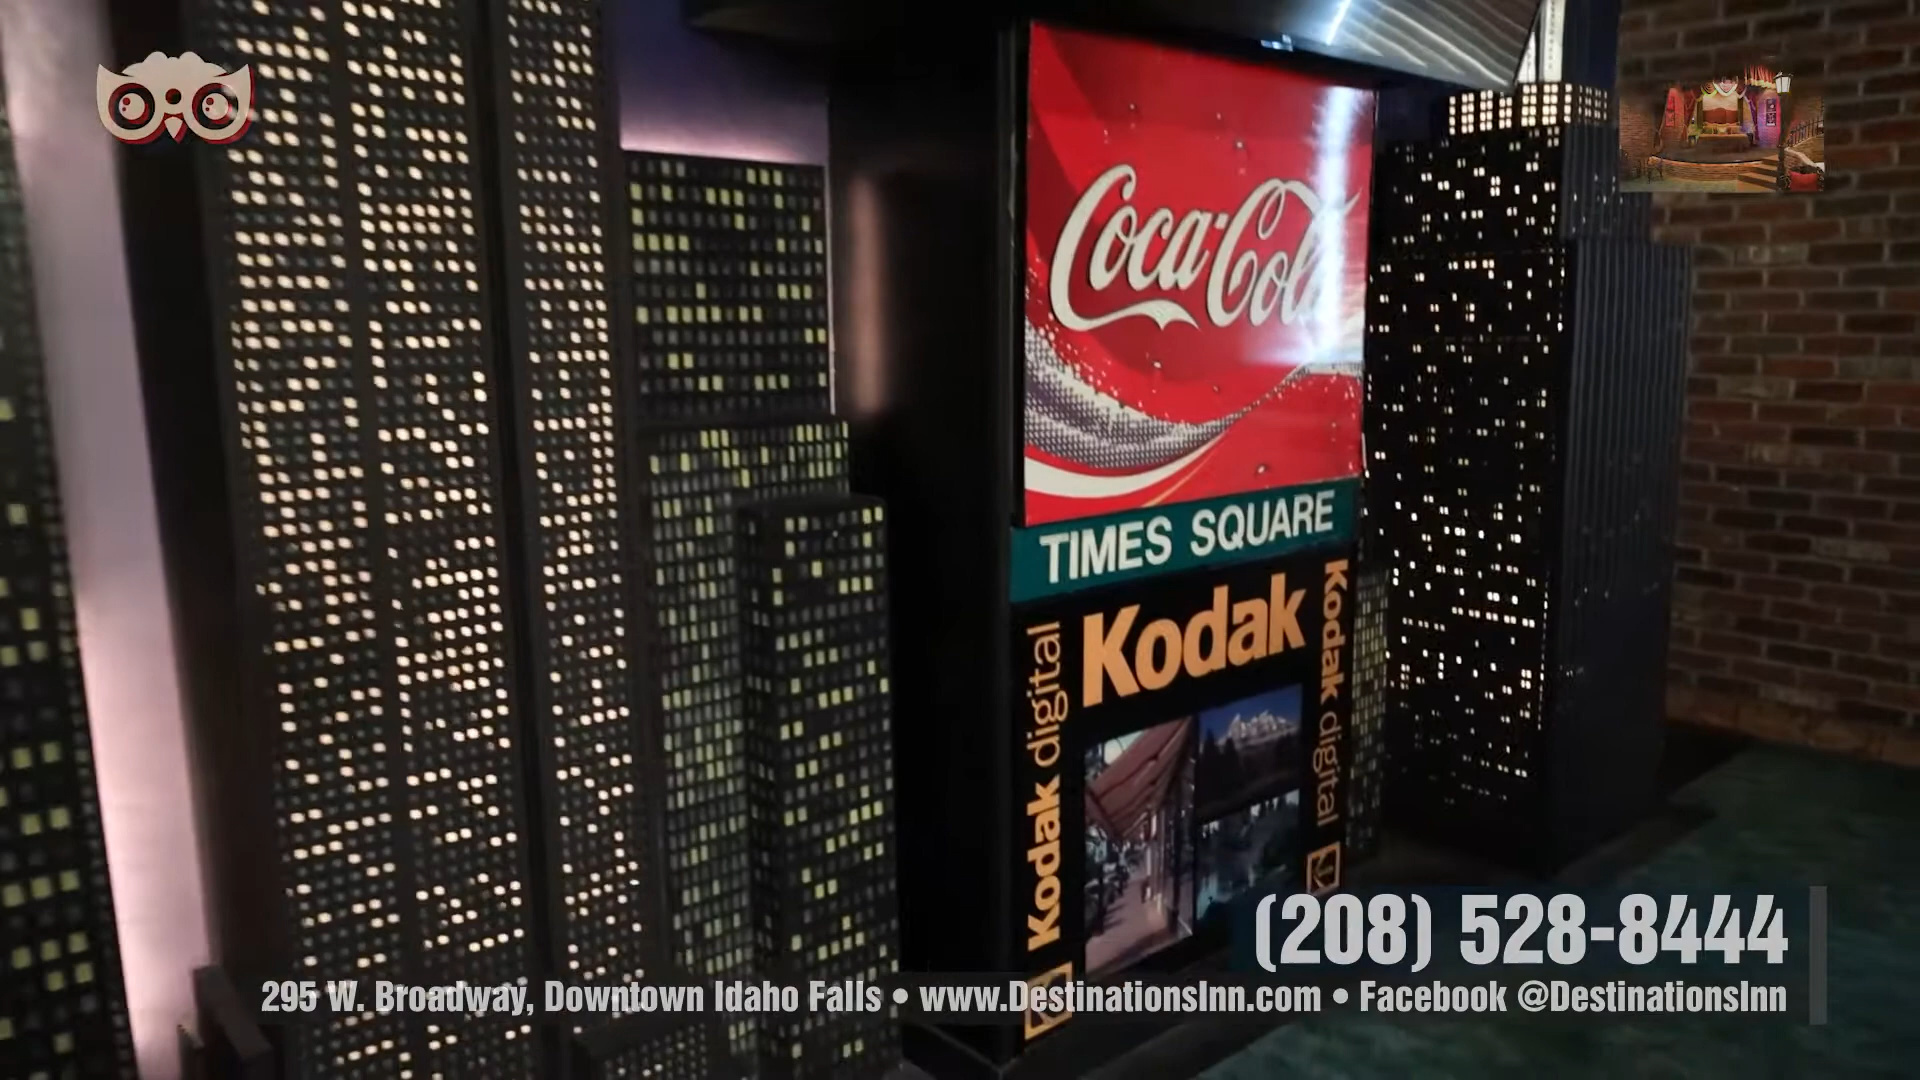 Coca-Cola
TIMES SQUARE
Kodak
Kodak digital
Kodak digital
(208) 528-8444
295 W. Broadway, Downtown Idaho Falls • www.DestinationsInn.com • Facebook @DestinationsInn